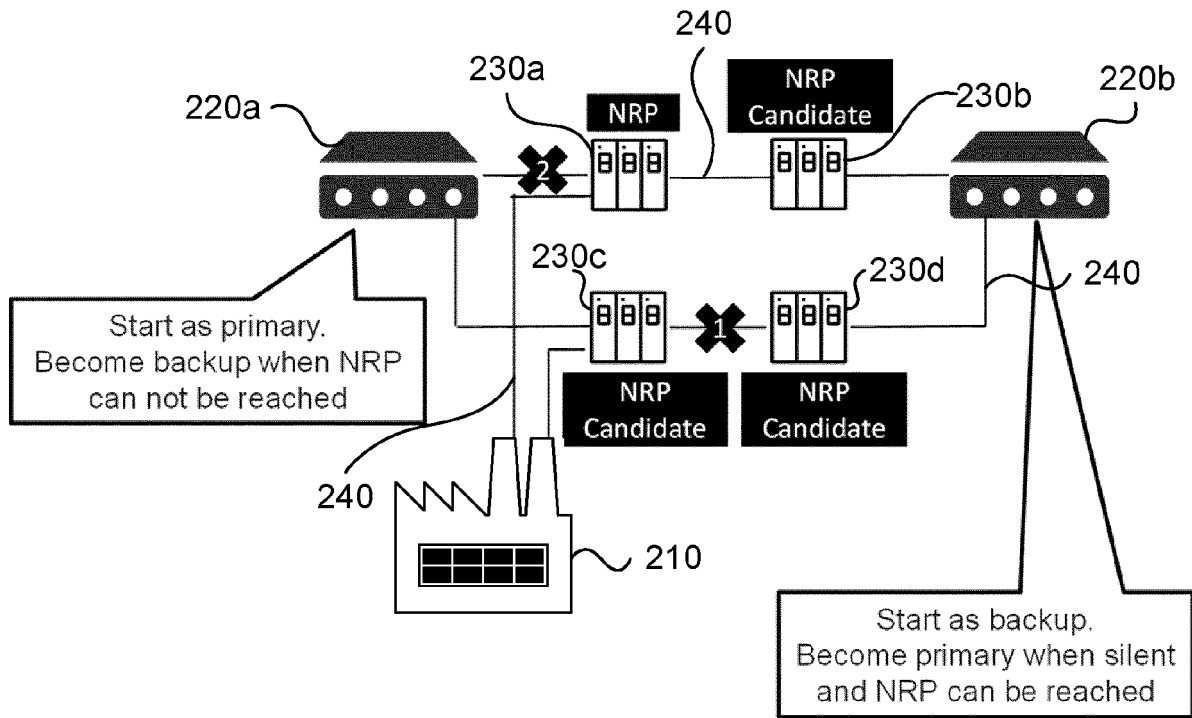 240
230a
NRP
NRP
Candidate
230b
220b
220a
2
230c
230d
240
1
Start as primary.
Become backup when NRP
can not be reached
NRP
Candidate
NRP
Candidate
240
210
Start as backup.
Become primary when silent
and NRP can be reached